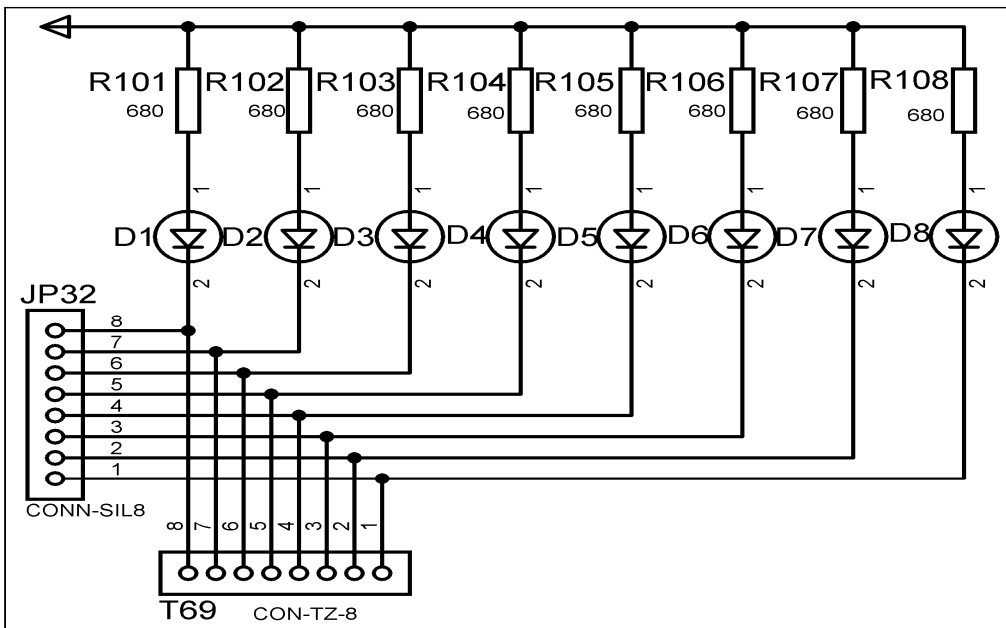 R101 R102 R103 R104 R105 R106 R107 R108
680 680 680 680 680 680 680 680
1 1 1 1 1 1 1 1
D1 D2 D3 D4 D5 D6 D7 D8
2 2 2 2 2 2 2 2
JP32
8
7
6
5
4
3
2
1
CONN-SIL8
8 7 6 5 4 3 2 1
T69 CON-TZ-8